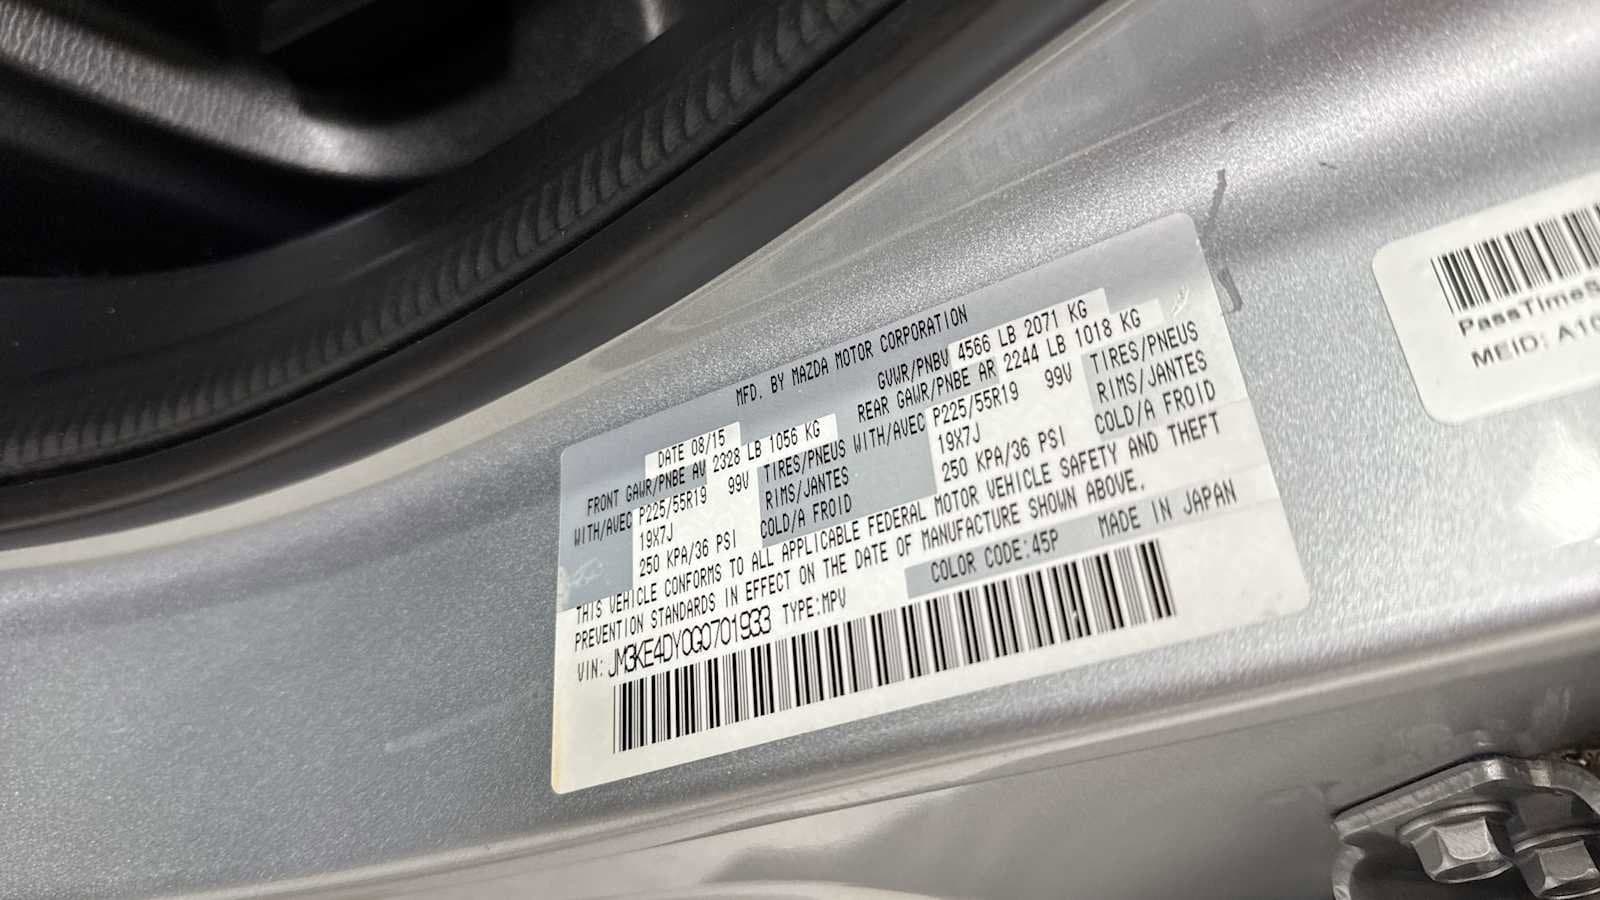 MFD. BY MAZDA MOTOR CORPORATION
DATE 08/15 GVWR/PNBV 4566 LB 2071 KG
FRONT GAWR/PNBE AV 2328 LB 1056 KG REAR GAWR/PNBE AR 2244 LB 1018 KG
WITH/AVEC P225/55R19 99V TIRES/PNEUS WITH/AVEC P225/55R19 99V TIRES/PNEUS
19X7J RIMS/JANTES 19X7J RIMS/JANTES
250 KPA/36 PSI COLD/A FROID 250 KPA/36 PSI COLD/A FROID
THIS VEHICLE CONFORMS TO ALL APPLICABLE FEDERAL MOTOR VEHICLE SAFETY AND THEFT
PREVENTION STANDARDS IN EFFECT ON THE DATE OF MANUFACTURE SHOWN ABOVE.
VIN: JM3KE4DY0G0701933 TYPE:MPV COLOR CODE:45P MADE IN JAPAN
PassTimeS
MEID: A10